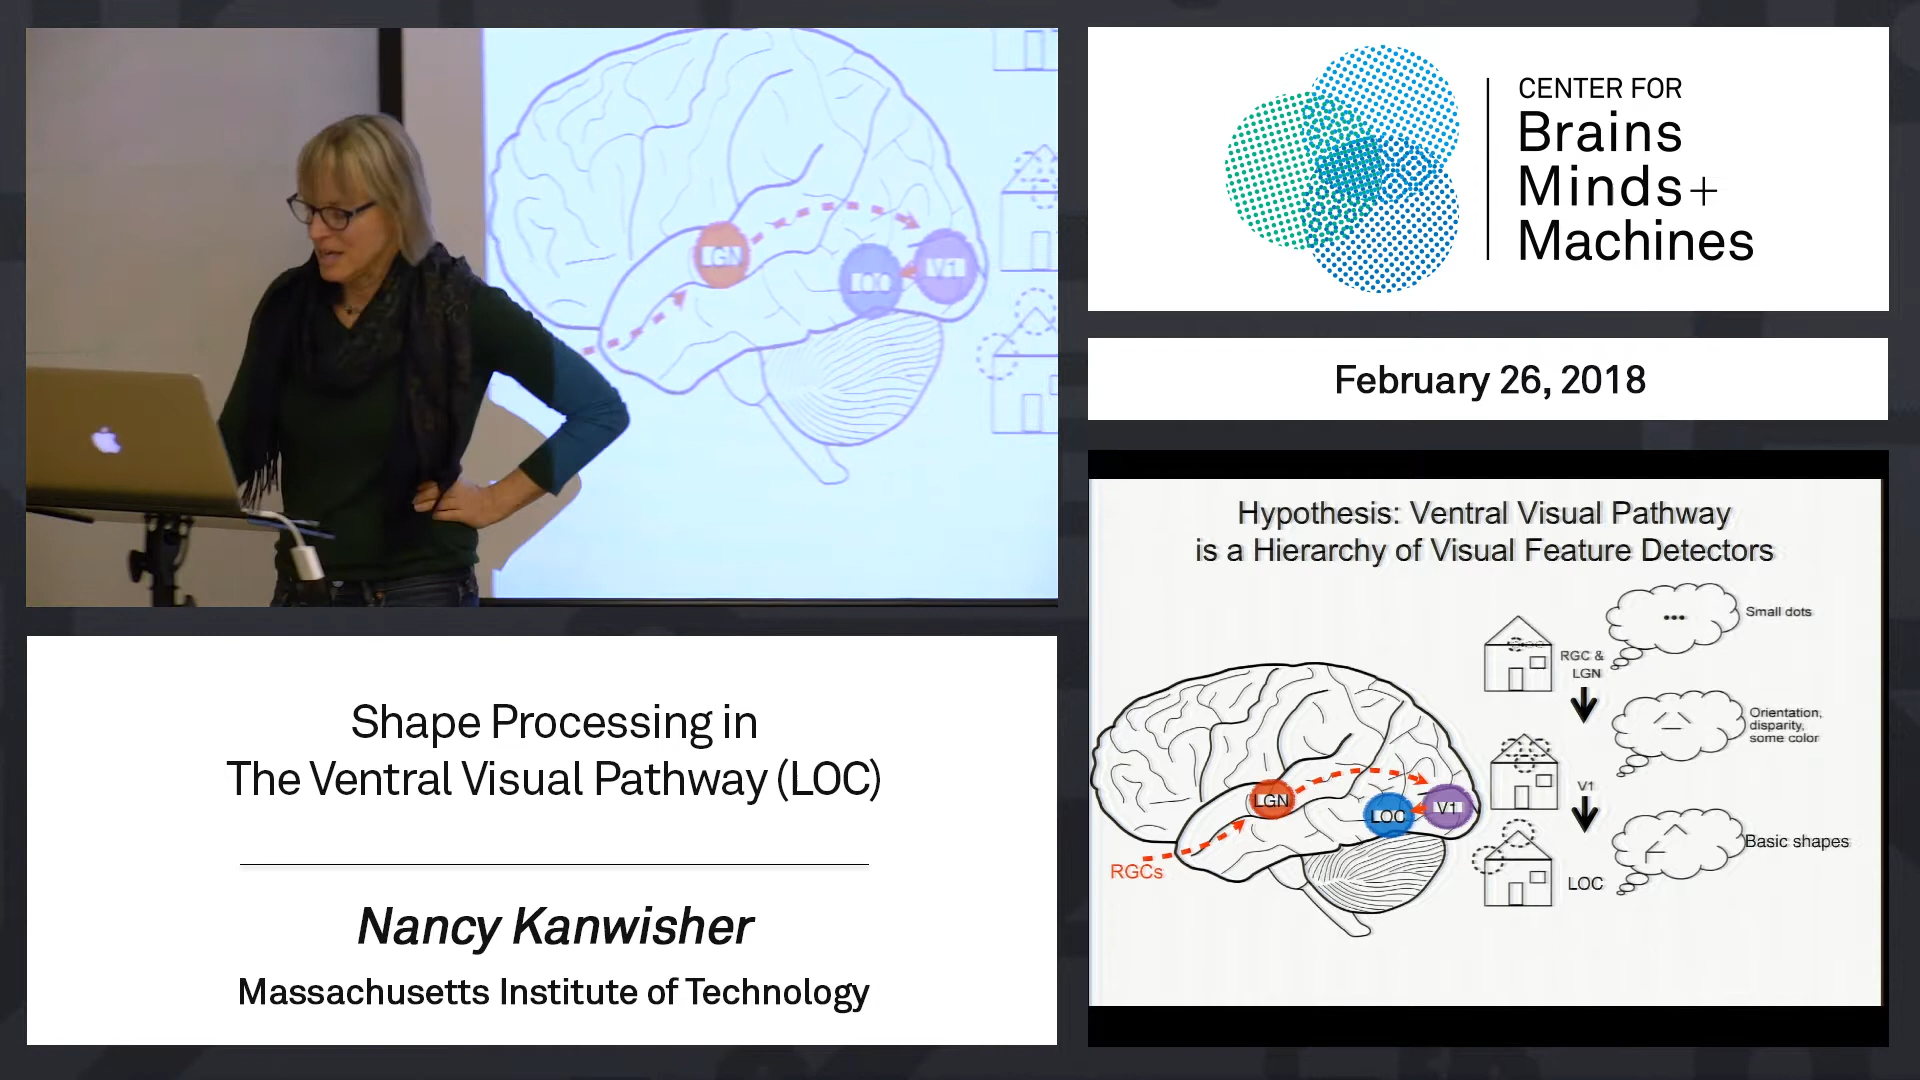 LGN
LOC
V1
CENTER FOR
Brains
Minds+
Machines
February 26, 2018
Shape Processing in
The Ventral Visual Pathway (LOC)
Nancy Kanwisher
Massachusetts Institute of Technology
Hypothesis: Ventral Visual Pathway
is a Hierarchy of Visual Feature Detectors
Small dots
RGC &
LGN
Orientation,
disparity,
some color
V1
Basic shapes
LOC
LGN
LOC
V1
RGCs